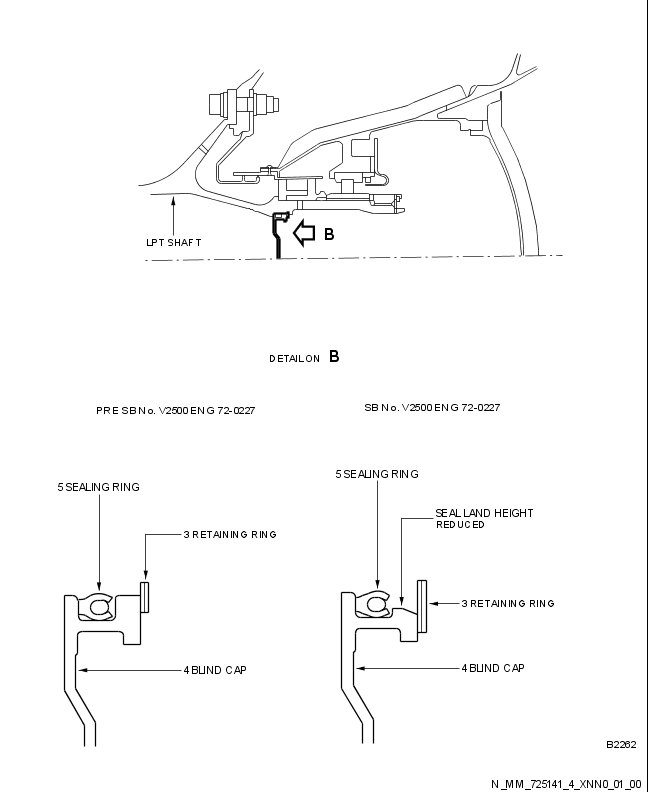 LPT SHAFT
B
DETAIL ON B
PRE SB No. V2500 ENG 72-0227
SB No. V2500 ENG 72-0227
5 SEALING RING
3 RETAINING RING
4 BLIND CAP
5 SEALING RING
SEAL LAND HEIGHT
REDUCED
3 RETAINING RING
4 BLIND CAP
B2262
N_MM_725141_4_XNN0_01_00